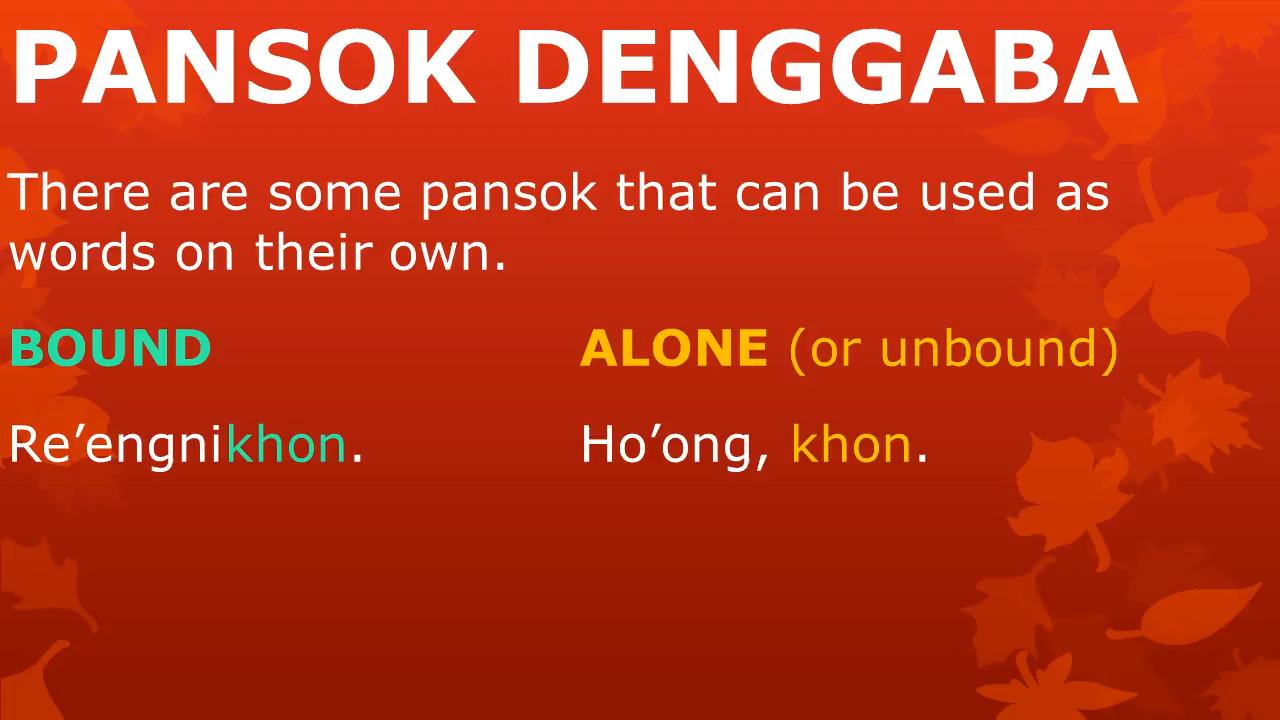 PANSOK DENGGABA
There are some pansok that can be used as
words on their own.
BOUND ALONE (or unbound)
Re’engnikhon. Ho’ong, khon.